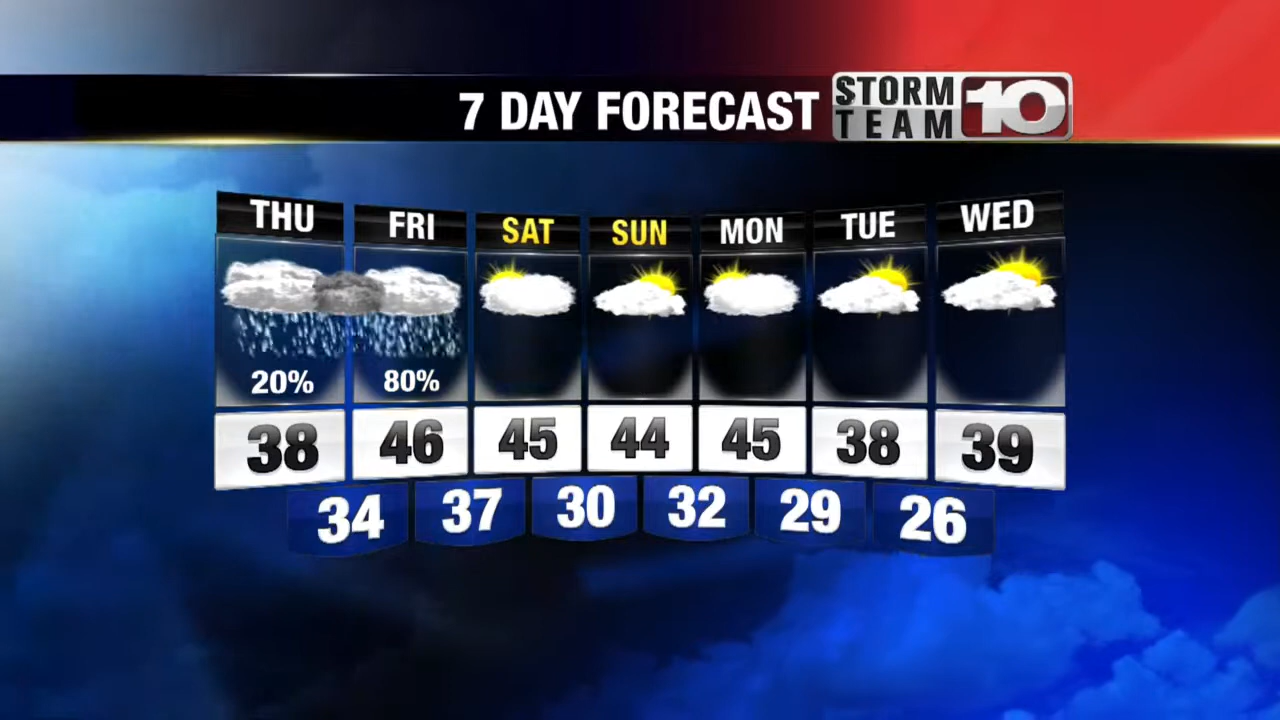 7 DAY FORECAST
STORM
TEAM
10
THU FRI SAT SUN MON TUE WED
20% 80%
38 46 45 44 45 38 39
34 37 30 32 29 26